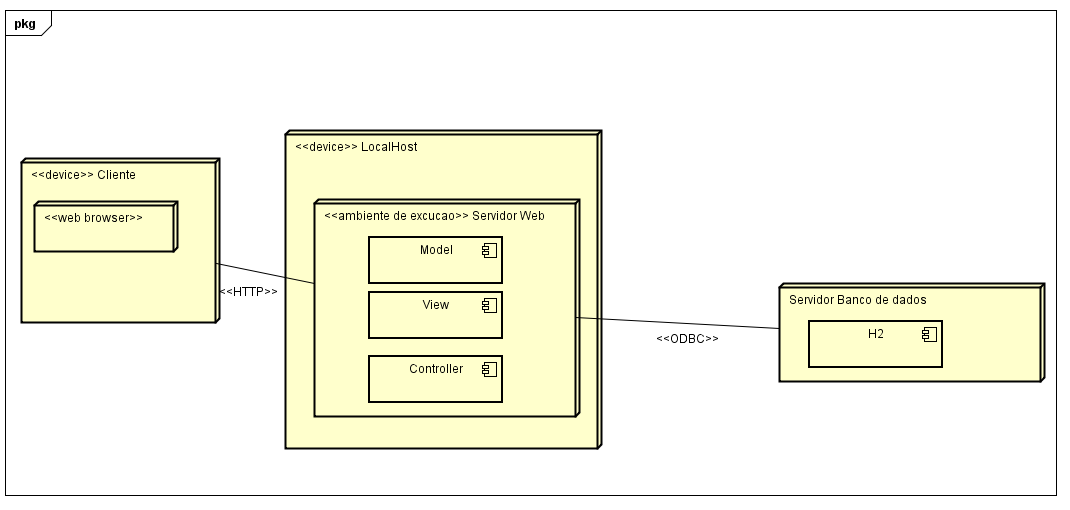 pkg
<<device>> Cliente
<<web browser>>
<<HTTP>>
<<device>> LocalHost
<<ambiente de excucao>> Servidor Web
Model
View
Controller
<<ODBC>>
Servidor Banco de dados
H2